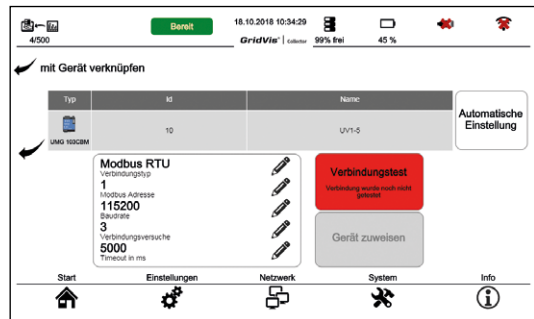 4/500
Bereit
18.10.2018 10:34:29
GridVis® | Collector
99% frei
45 %
mit Gerät verknüpfen
Typ Id Name
UMG 103CBM 10 UV1-5
Automatische
Einstellung
Modbus RTU
Verbindungstyp
1
Modbus Adresse
115200
Baudrate
3
Verbindungsversuche
5000
Timeout in ms
Verbindungstest
Verbindung wurde noch nicht
getestet
Gerät zuweisen
Start Einstellungen Netzwerk System Info